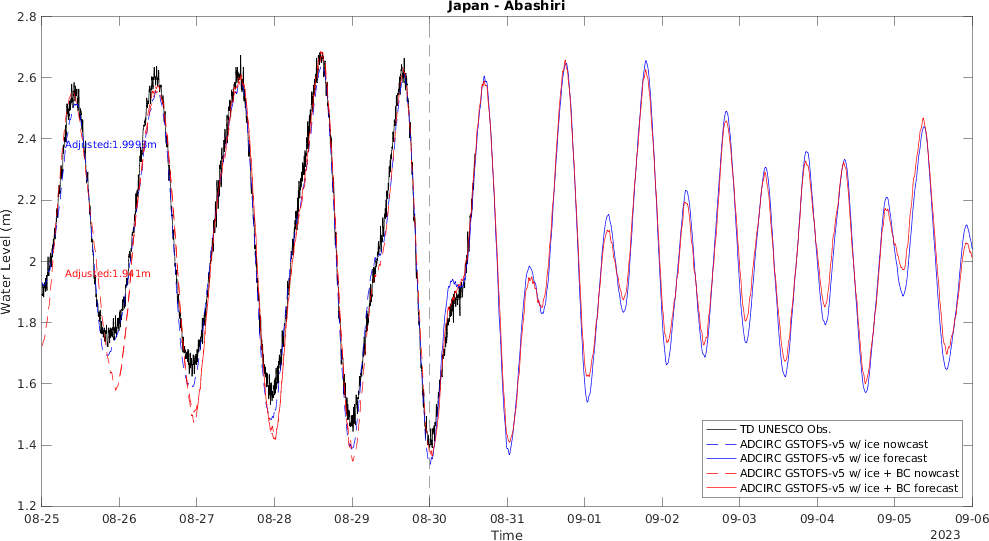 Japan - Abashiri
2.8
2.6
2.4
2.2
2
1.8
1.6
1.4
1.2
Water Level (m)
Adjusted:1.9993m
Adjusted:1.941m
TD UNESCO Obs.
ADCIRC GSTOFS-v5 w/ ice nowcast
ADCIRC GSTOFS-v5 w/ ice forecast
ADCIRC GSTOFS-v5 w/ ice + BC nowcast
ADCIRC GSTOFS-v5 w/ ice + BC forecast
08-25 08-26 08-27 08-28 08-29 08-30 08-31 09-01 09-02 09-03 09-04 09-05 09-06
Time
2023